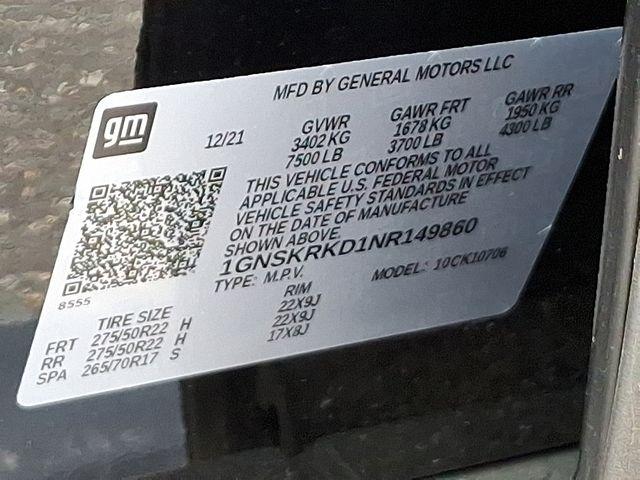 MFD BY GENERAL MOTORS LLC
gm
12/21
GVWR GAWR FRT GAWR RR
3402 KG 1678 KG 1950 KG
7500 LB 3700 LB 4300 LB
THIS VEHICLE CONFORMS TO ALL
APPLICABLE U.S. FEDERAL MOTOR
VEHICLE SAFETY STANDARDS IN EFFECT
ON THE DATE OF MANUFACTURE
SHOWN ABOVE
1GNSKRKD1NR149860
TYPE: M.P.V. MODEL: 10CK10706
8555
TIRE SIZE RIM
FRT 275/50R22 H 22X9J
RR 275/50R22 H 22X9J
SPA 265/70R17 S 17X8J